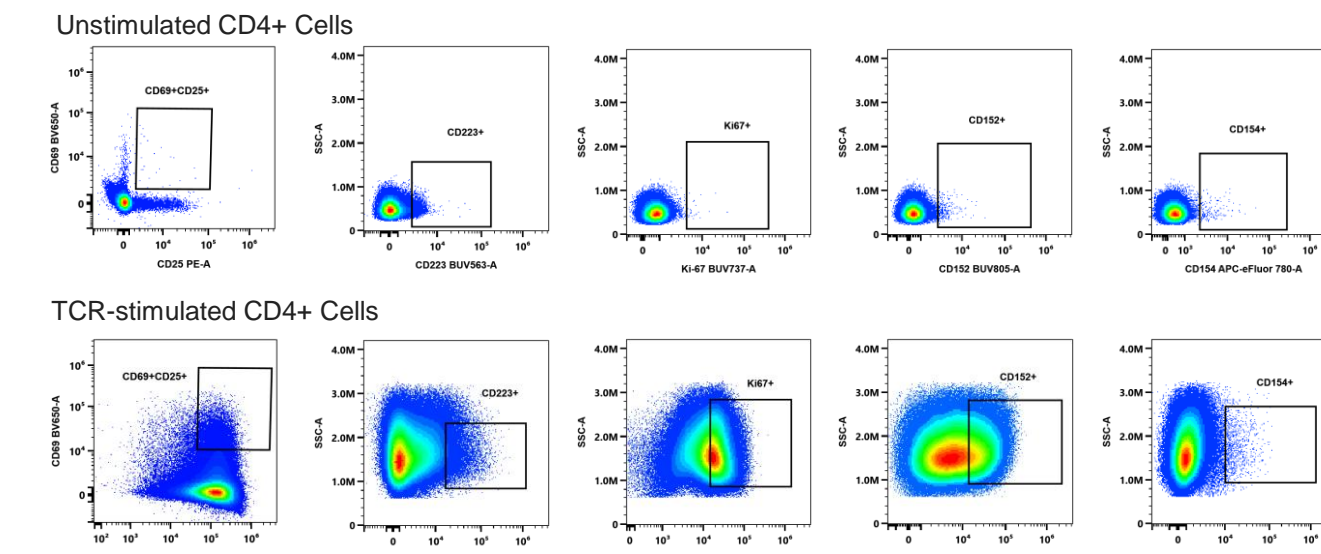 Unstimulated CD4+ Cells
CD69 BV650-A
10⁶
10⁵
10⁴
0
CD69+CD25+
0 10⁴ 10⁵ 10⁶
CD25 PE-A
SSC-A
4.0M
3.0M
2.0M
1.0M
0
CD223+
0 10⁴ 10⁵ 10⁶
CD223 BUV563-A
SSC-A
4.0M
3.0M
2.0M
1.0M
0
Ki67+
0 10⁴ 10⁵ 10⁶
Ki-67 BUV737-A
SSC-A
4.0M
3.0M
2.0M
1.0M
0
CD152+
0 10⁴ 10⁵ 10⁶
CD152 BUV805-A
SSC-A
4.0M
3.0M
2.0M
1.0M
0
CD154+
0 10³ 10⁴ 10⁵ 10⁶
CD154 APC-eFluor 780-A
TCR-stimulated CD4+ Cells
CD69 BV650-A
10⁶
10⁵
10⁴
0
CD69+CD25+
10² 10³ 10⁴ 10⁵ 10⁶
SSC-A
4.0M
3.0M
2.0M
1.0M
0
CD223+
0 10⁴ 10⁵ 10⁶
SSC-A
4.0M
3.0M
2.0M
1.0M
0
Ki67+
0 10³ 10⁴ 10⁵ 10⁶
SSC-A
4.0M
3.0M
2.0M
1.0M
0
CD152+
0 10⁴ 10⁵ 10⁶
SSC-A
4.0M
3.0M
2.0M
1.0M
0
CD154+
0 10⁴ 10⁵ 10⁶